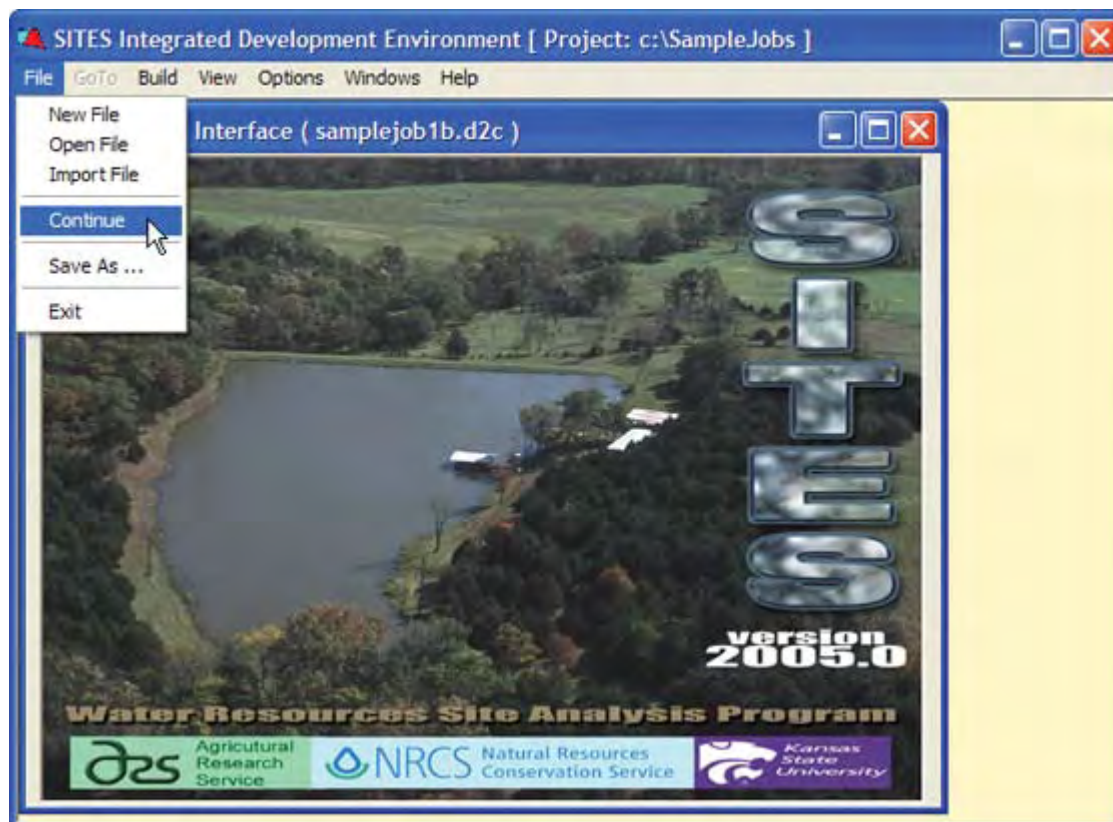 SITES Integrated Development Environment [ Project: c:\SampleJobs ]
File GoTo Build View Options Windows Help
New File
Open File
Import File
Continue
Save As ...
Exit
Interface ( samplejob1b.d2c )
SITES
version
2005.0
Water Resources Site Analysis Program
ars Agricutural
Research
Service
NRCS Natural Resources
Conservation Service
Kansas
State
University